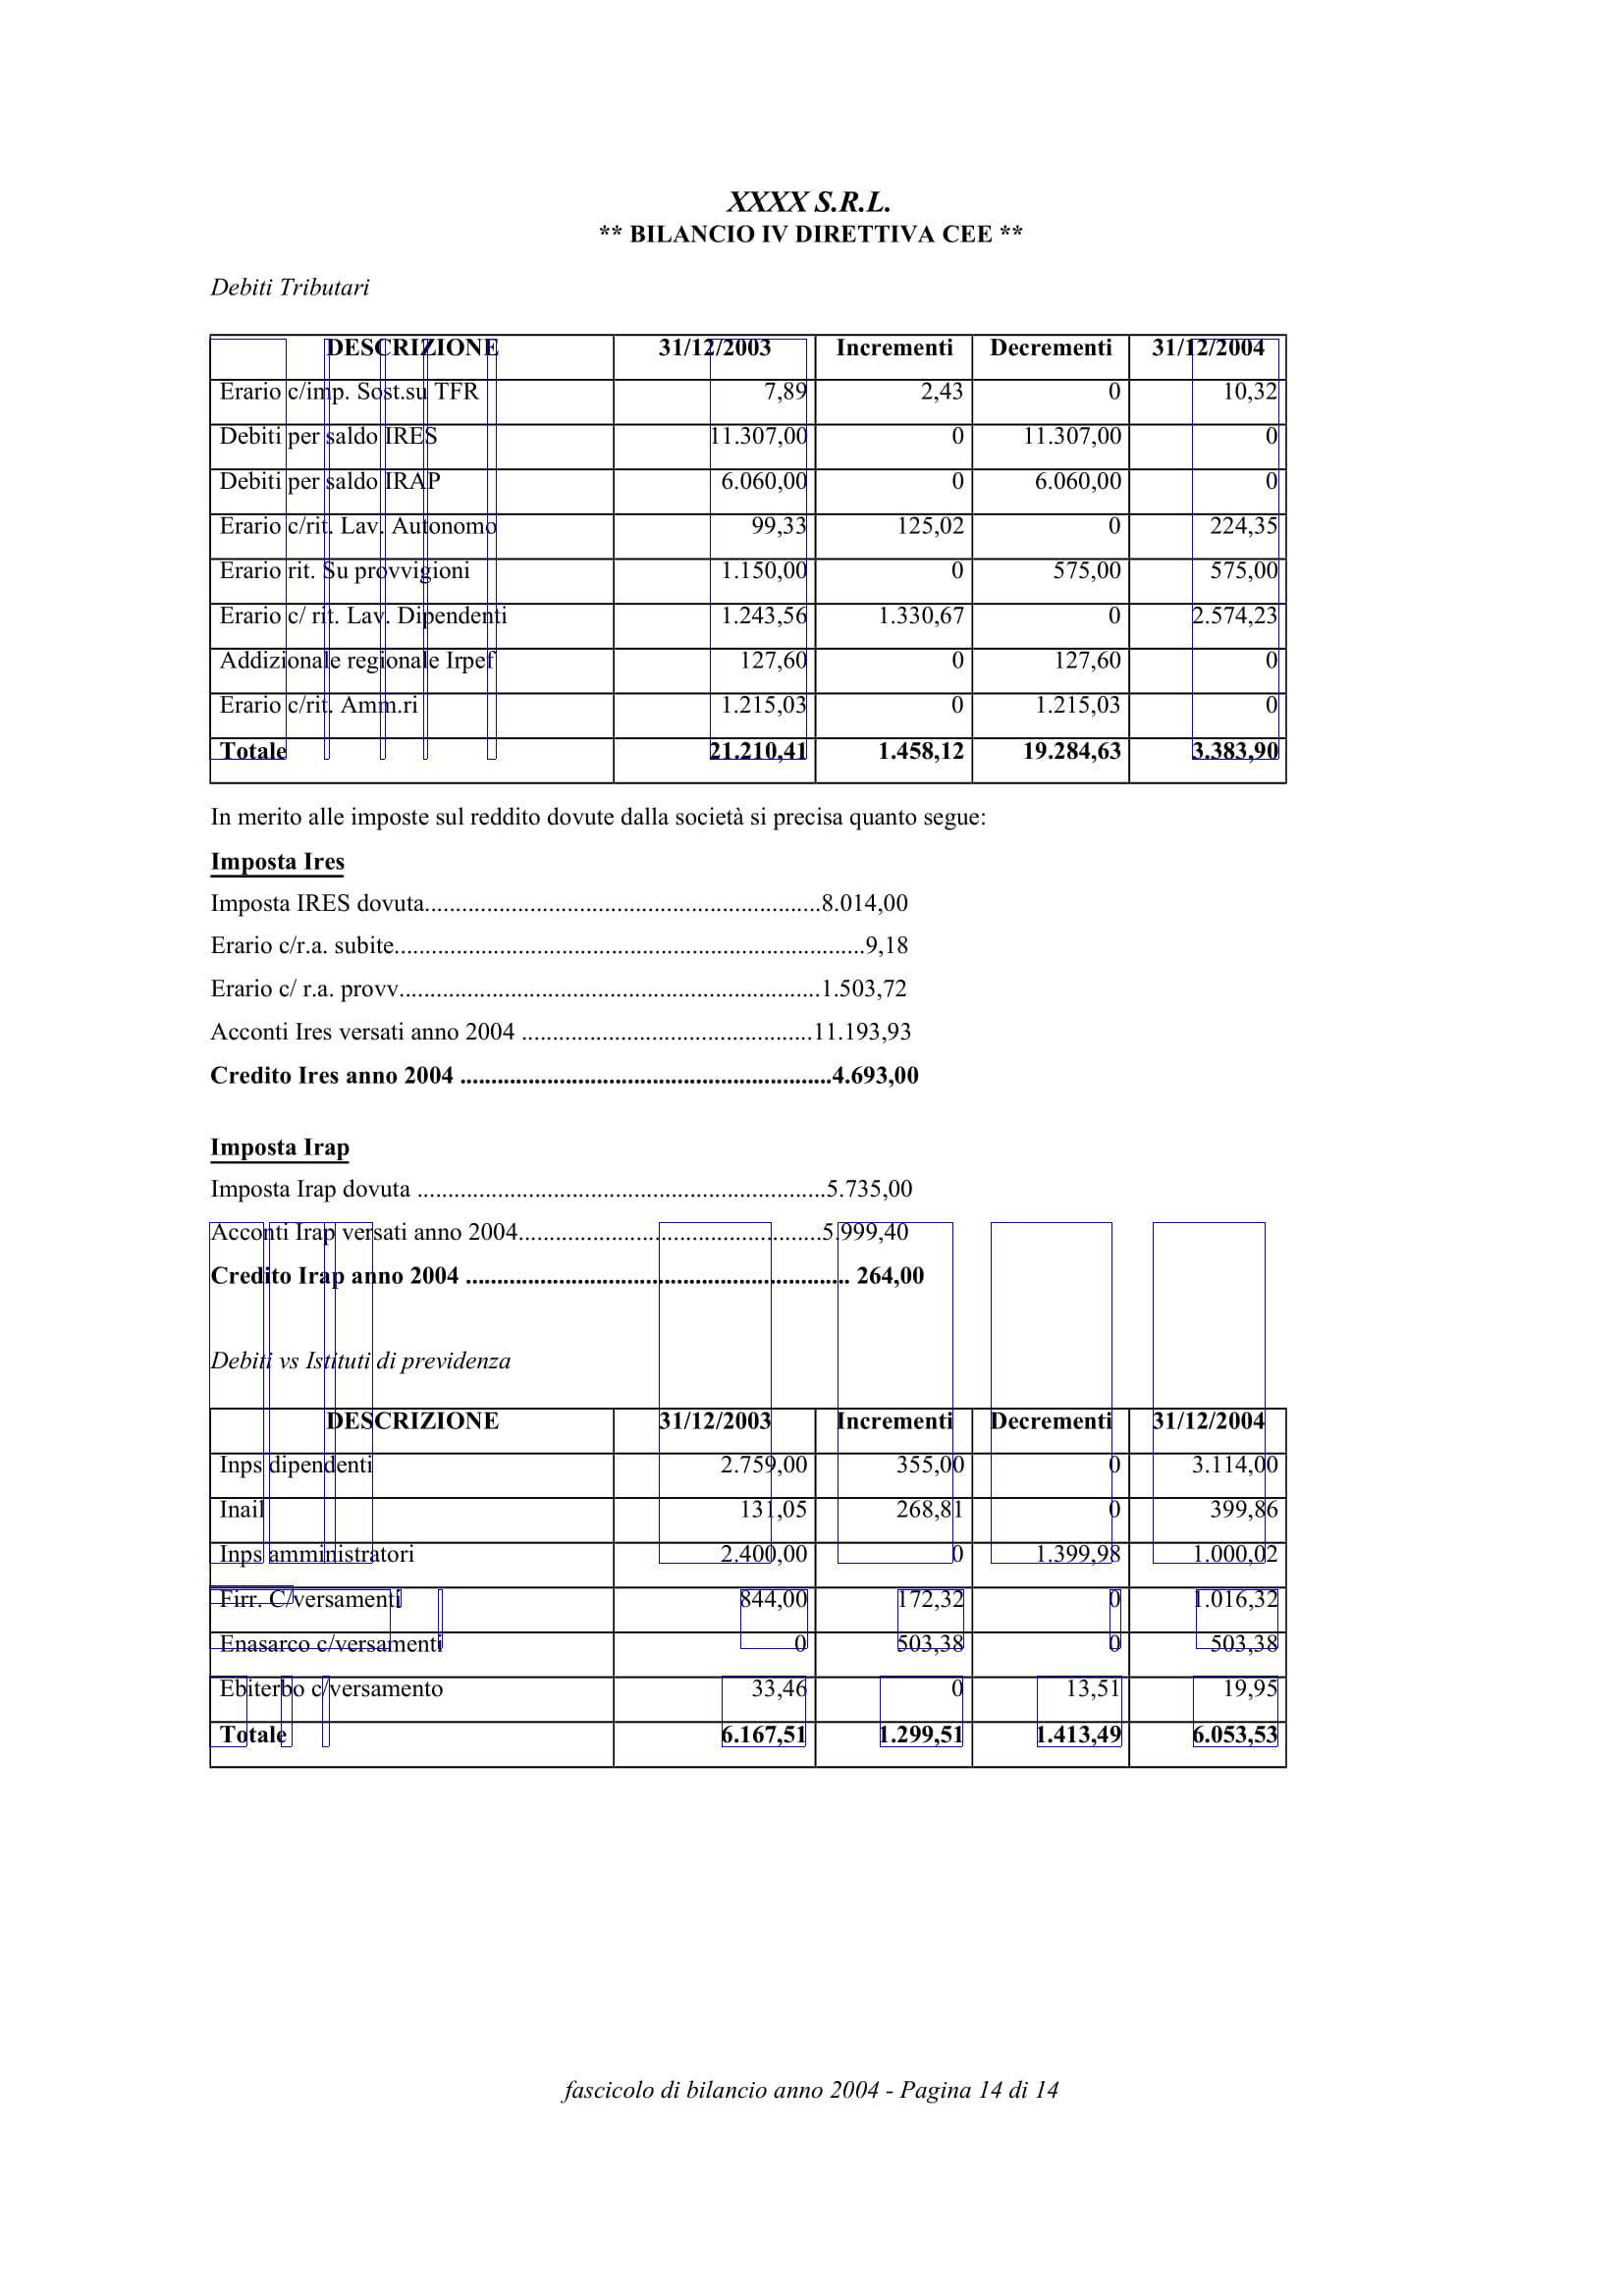 XXXX S.R.L.
** BILANCIO IV DIRETTIVA CEE **
Debiti Tributari
DESCRIZIONE 31/12/2003 Incrementi Decrementi 31/12/2004
Erario c/imp. Sost.su TFR 7,89 2,43 0 10,32
Debiti per saldo IRES 11.307,00 0 11.307,00 0
Debiti per saldo IRAP 6.060,00 0 6.060,00 0
Erario c/rit. Lav. Autonomo 99,33 125,02 0 224,35
Erario rit. Su provvigioni 1.150,00 0 575,00 575,00
Erario c/ rit. Lav. Dipendenti 1.243,56 1.330,67 0 2.574,23
Addizionale regionale Irpef 127,60 0 127,60 0
Erario c/rit. Amm.ri 1.215,03 0 1.215,03 0
Totale 21.210,41 1.458,12 19.284,63 3.383,90
In merito alle imposte sul reddito dovute dalla società si precisa quanto segue:
Imposta Ires
Imposta IRES dovuta................................................................8.014,00
Erario c/r.a. subite............................................................................9,18
Erario c/ r.a. provv....................................................................1.503,72
Acconti Ires versati anno 2004 ...............................................11.193,93
Credito Ires anno 2004 ............................................................4.693,00
Imposta Irap
Imposta Irap dovuta ..................................................................5.735,00
Acconti Irap versati anno 2004.................................................5.999,40
Credito Irap anno 2004 .............................................................. 264,00
Debiti vs Istituti di previdenza
DESCRIZIONE 31/12/2003 Incrementi Decrementi 31/12/2004
Inps dipendenti 2.759,00 355,00 0 3.114,00
Inail 131,05 268,81 0 399,86
Inps amministratori 2.400,00 0 1.399,98 1.000,02
Firr. C/versamenti 844,00 172,32 0 1.016,32
Enasarco c/versamenti 0 503,38 0 503,38
Ebiterbo c/versamento 33,46 0 13,51 19,95
Totale 6.167,51 1.299,51 1.413,49 6.053,53
fascicolo di bilancio anno 2004 - Pagina 14 di 14